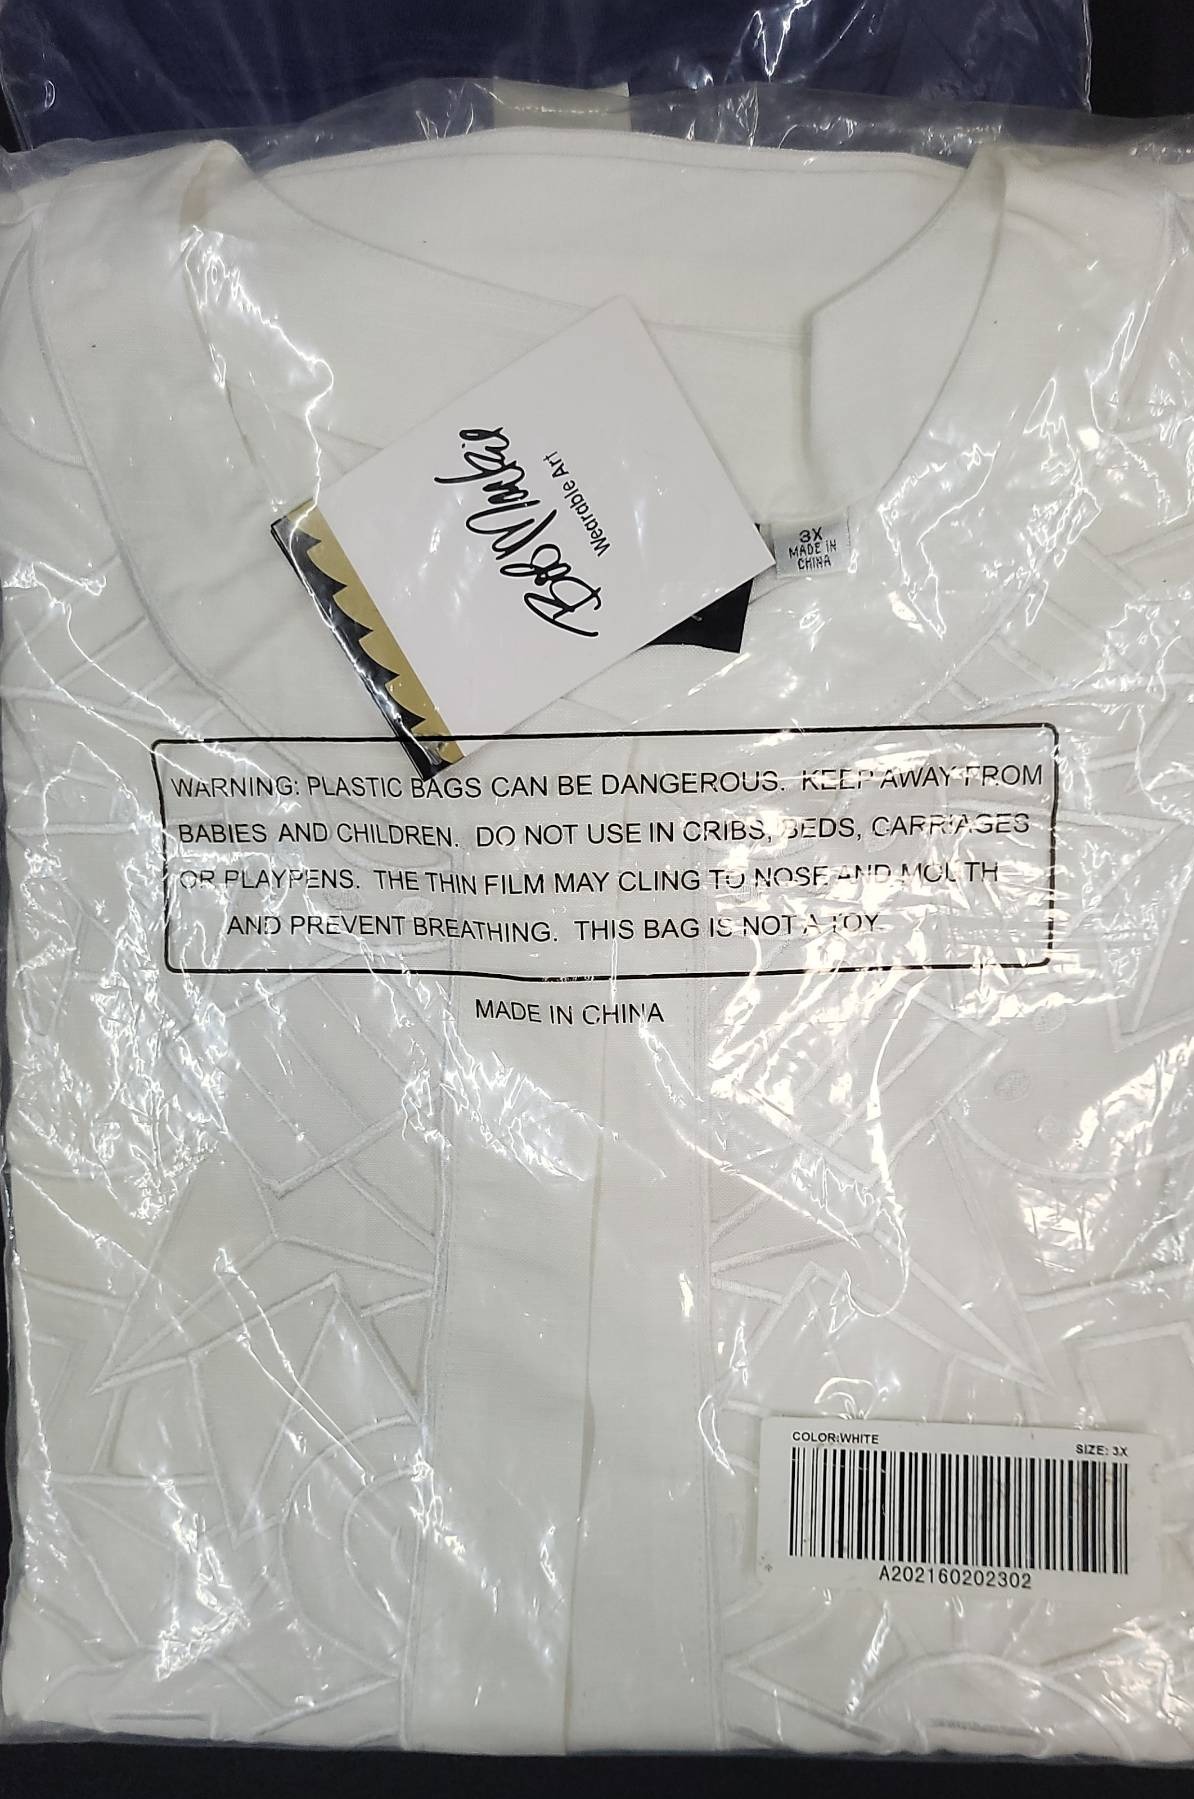 Bob Mackie
Wearable Art
3X
MADE IN
CHINA
WARNING: PLASTIC BAGS CAN BE DANGEROUS. KEEP AWAY FROM
BABIES AND CHILDREN. DO NOT USE IN CRIBS, BEDS, CARRIAGES
OR PLAYPENS. THE THIN FILM MAY CLING TO NOSE AND MOUTH
AND PREVENT BREATHING. THIS BAG IS NOT A TOY.
MADE IN CHINA
COLOR:WHITE
SIZE: 3X
A202160202302